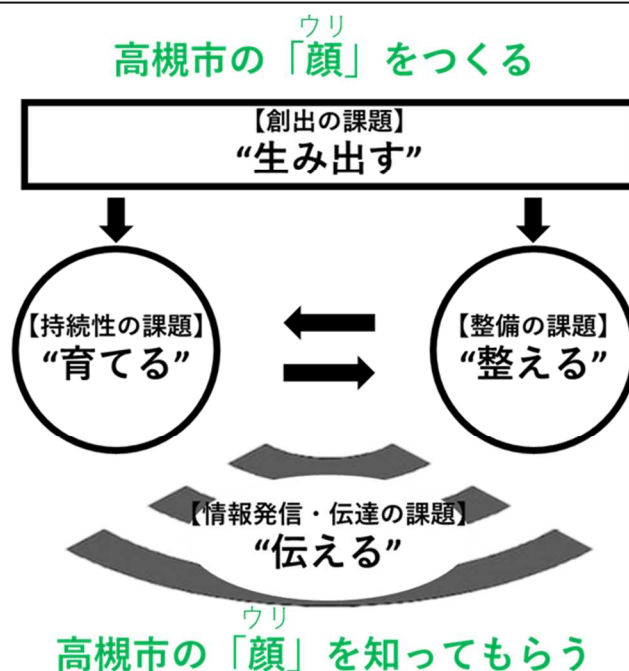 ウリ
高槻市の「顔」をつくる
【創出の課題】
“生み出す”
【持続性の課題】
“育てる”
【整備の課題】
“整える”
【情報発信・伝達の課題】
“伝える”
ウリ
高槻市の「顔」を知ってもらう